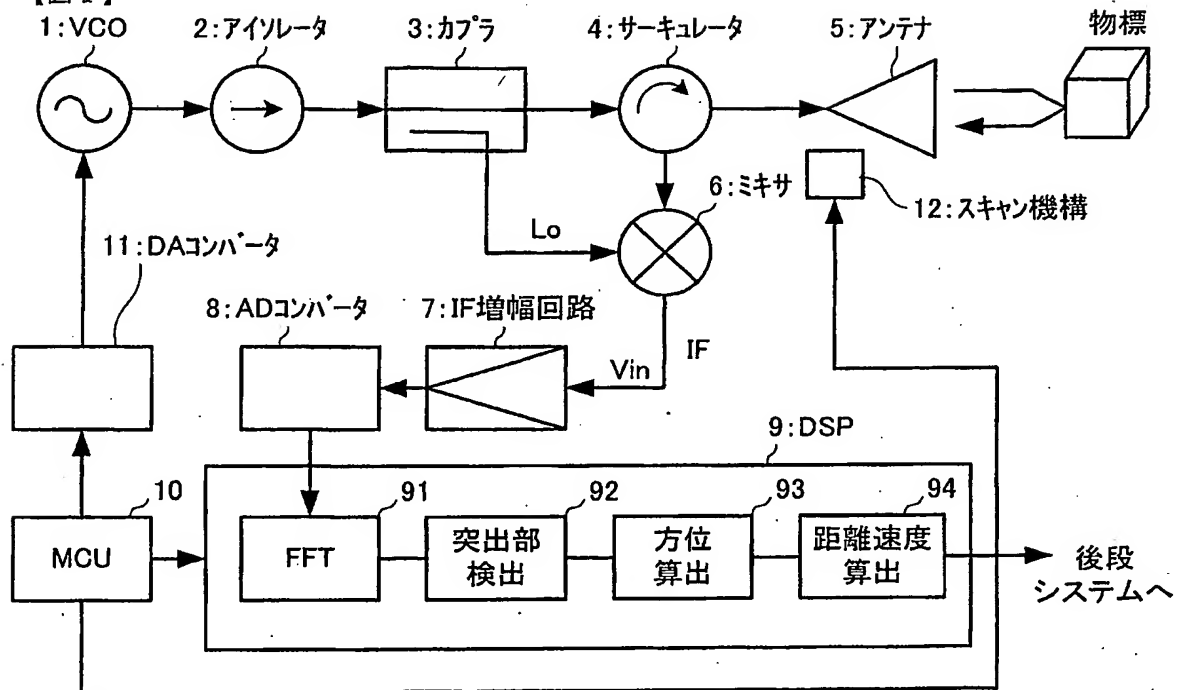 1:VCO
2:アイソレータ
3:カプラ
4:サーキュレータ
5:アンテナ
物標
6:ミキサ
12:スキャン機構
Lo
11:DAコンバータ
8:ADコンバータ
7:IF増幅回路
IF
Vin
9:DSP
10
91
92
93
94
MCU
FFT
突出部
検出
方位
算出
距離速度
算出
後段
システムへ